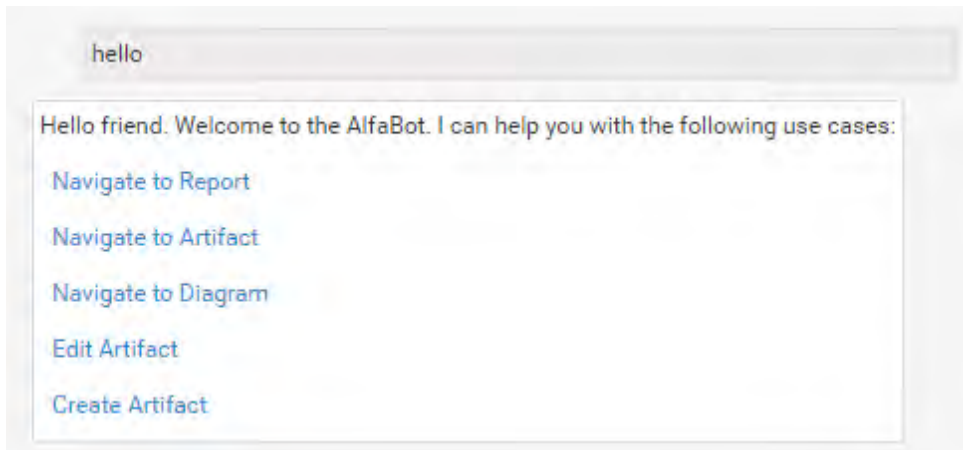 hello
Hello friend. Welcome to the AlfaBot. I can help you with the following use cases:
Navigate to Report
Navigate to Artifact
Navigate to Diagram
Edit Artifact
Create Artifact